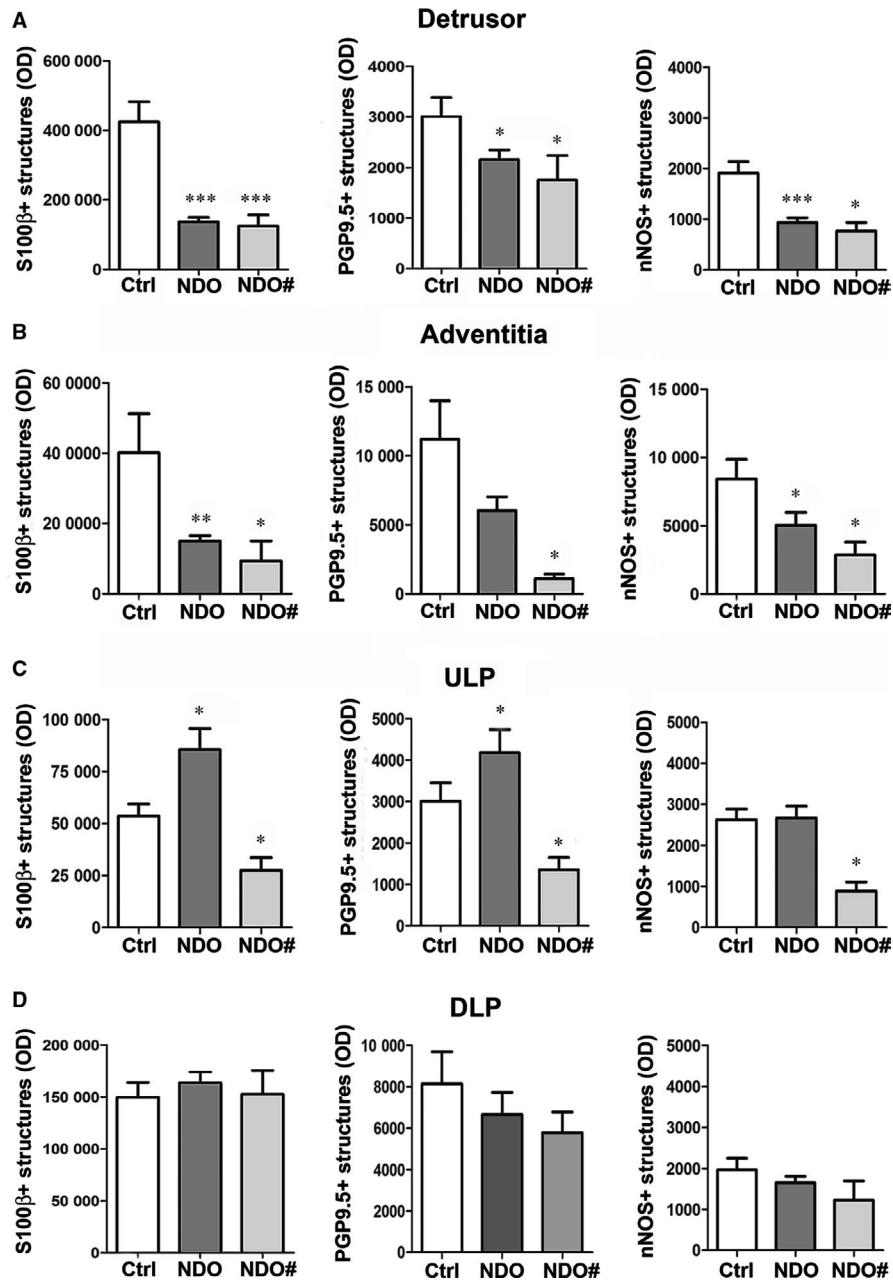 A
Detrusor
S100β+ structures (OD)
600 000
400 000
200 000
0
*** ***
Ctrl NDO NDO#
PGP9.5+ structures (OD)
4000
3000
2000
1000
0
* *
Ctrl NDO NDO#
nNOS+ structures (OD)
4000
3000
2000
1000
0
*** *
Ctrl NDO NDO#
B
Adventitia
S100β+ structures (OD)
60 0000
40 0000
20 0000
0
** *
Ctrl NDO NDO#
PGP9.5+ structures (OD)
15 000
10 000
5000
0
*
Ctrl NDO NDO#
nNOS+ structures (OD)
15 000
10 000
5000
0
* *
Ctrl NDO NDO#
C
ULP
S100β+ structures (OD)
100 000
75 000
50 000
25 000
0
* *
Ctrl NDO NDO#
PGP9.5+ structures (OD)
5000
4000
3000
2000
1000
0
* *
Ctrl NDO NDO#
nNOS+ structures (OD)
5000
4000
3000
2000
1000
0
*
Ctrl NDO NDO#
D
DLP
S100β+ structures (OD)
200 000
150 000
100 000
50 000
0
Ctrl NDO NDO#
PGP9.5+ structures (OD)
10 000
8000
6000
4000
2000
0
Ctrl NDO NDO#
nNOS+ structures (OD)
5000
4000
3000
2000
1000
0
Ctrl NDO NDO#